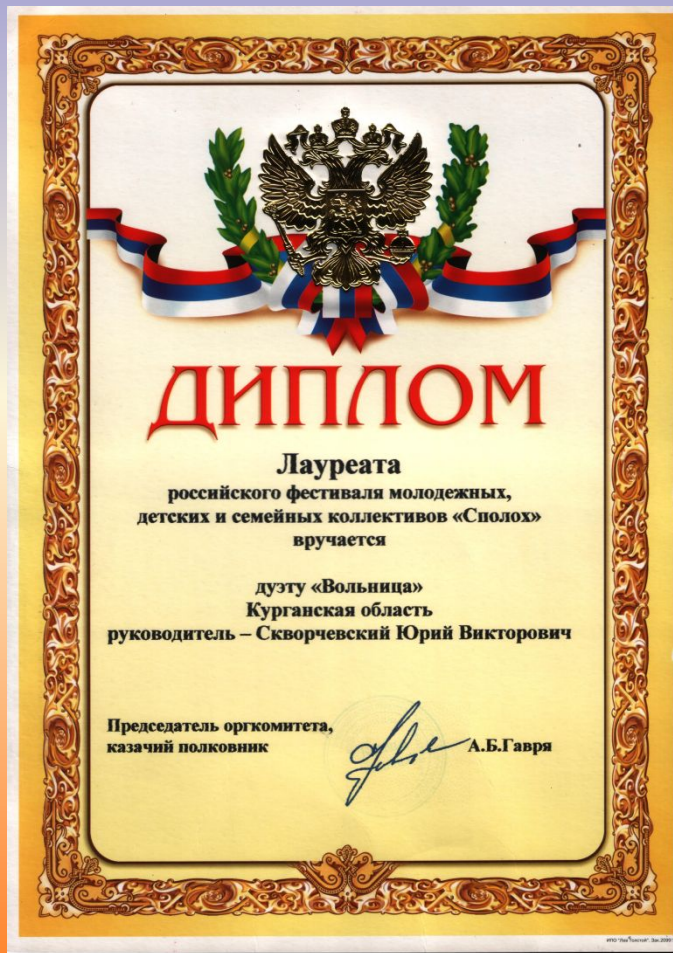 ДИПЛОМ
Лауреата
российского фестиваля молодежных,
детских и семейных коллективов «Сполох»
вручается
дуэту «Вольница»
Курганская область
руководитель – Скворчевский Юрий Викторович
Председатель оргкомитета,
казачий полковник
А.Б.Гавря